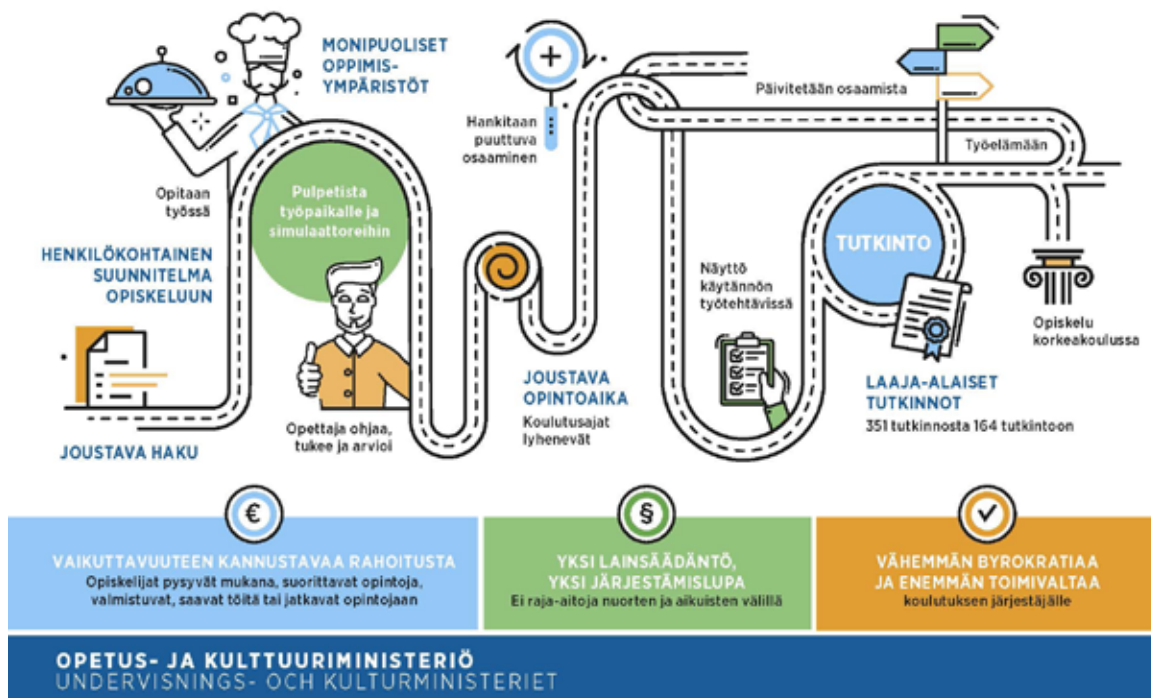 MONIPUOLISET
OPPIMIS-
YMPÄRISTÖT
Opitaan
työssä
Pulpetista
työpaikalle ja
simulaattoreihin
HENKILÖKOHTAINEN
SUUNNITELMA
OPISKELUUN
JOUSTAVA HAKU
Opettaja ohjaa,
tukee ja arvioi
Hankitaan
puuttuva
osaaminen
JOUSTAVA
OPINTOAIKA
Koulutusajat
lyhenevät
Päivitetään osaamista
Työelämään
Näyttö
käytännön
työtehtävissä
TUTKINTO
Opiskelu
korkeakoulussa
LAAJA-ALAISET
TUTKINNOT
351 tutkinnosta 164 tutkintoon
€
VAIKUTTAVUUTEEN KANNUSTAVAA RAHOITUSTA
Opiskelijat pysyvät mukana, suorittavat opintoja,
valmistuvat, saavat töitä tai jatkavat opintojaan
§
YKSI LAINSÄÄDÄNTÖ,
YKSI JÄRJESTÄMISLUPA
Ei raja-aitoja nuorten ja aikuisten välillä
VÄHEMMÄN BYROKRATIAA
JA ENEMMÄN TOIMIVALTAA
koulutuksen järjestäjälle
OPETUS- JA KULTTUURIMINISTERIÖ
UNDERVISNINGS- OCH KULTURMINISTERIET